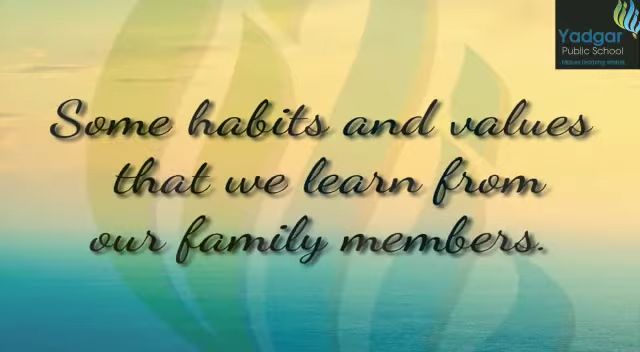 Yadgar
Public School
Some habits and values
that we learn from
our family members.